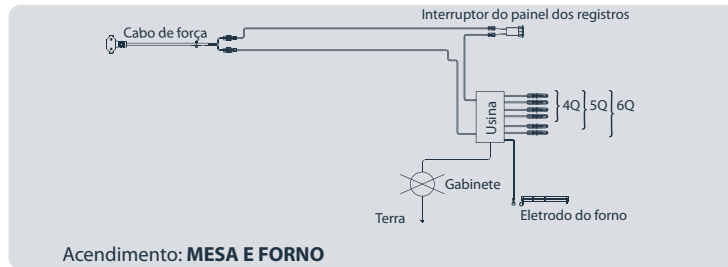 Interruptor do painel dos registros
Cabo de força
Usina
4Q
5Q
6Q
Gabinete
Terra
Eletrodo do forno
Acendimento: MESA E FORNO